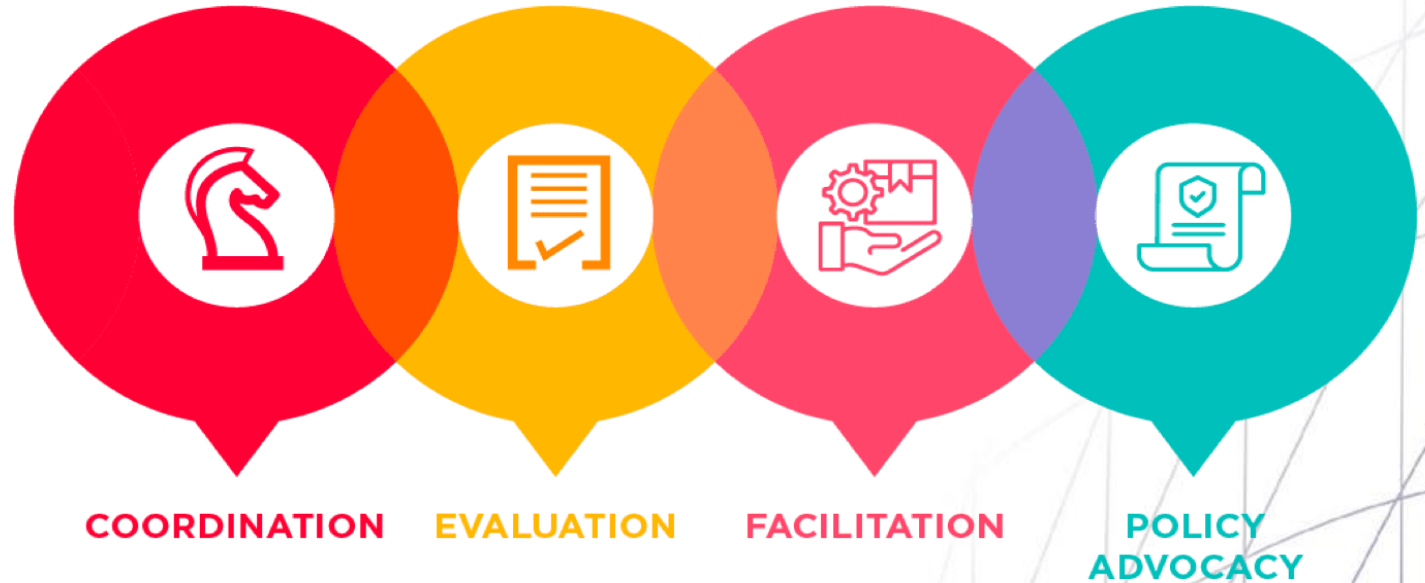 COORDINATION
EVALUATION
FACILITATION
POLICY
ADVOCACY